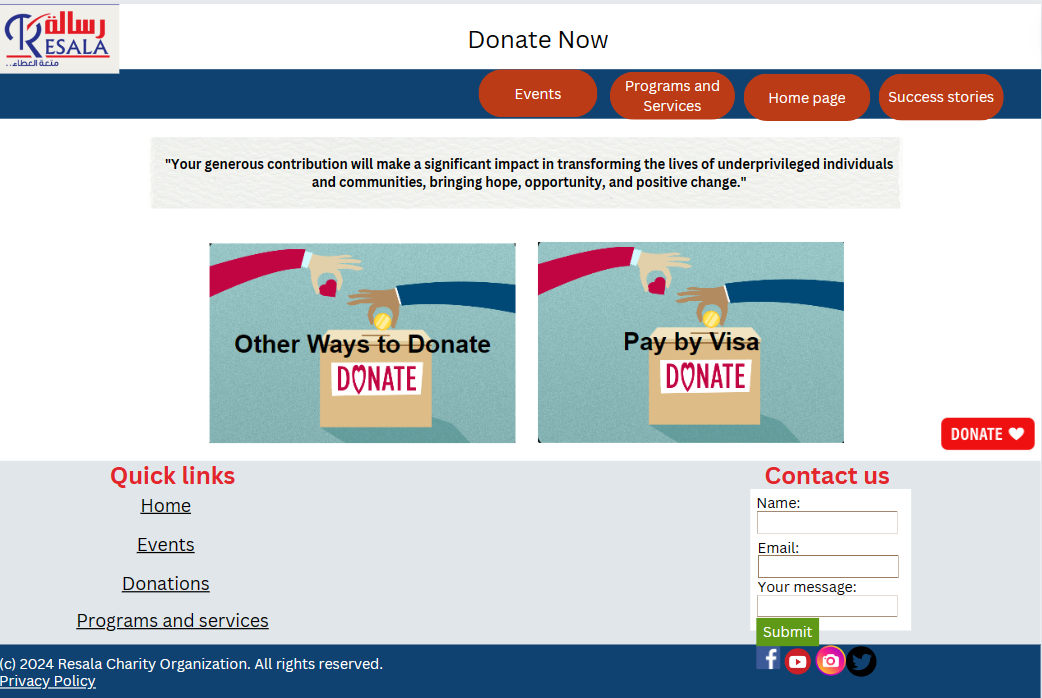 رسالة
RESALA
متعة العطاء..
Donate Now
Events
Programs and
Services
Home page
Success stories
"Your generous contribution will make a significant impact in transforming the lives of underprivileged individuals
and communities, bringing hope, opportunity, and positive change."
Other Ways to Donate
DONATE
Pay by Visa
DONATE
DONATE
Quick links
Home
Events
Donations
Programs and services
Contact us
Name:
Email:
Your message:
Submit
(c) 2024 Resala Charity Organization. All rights reserved.
Privacy Policy